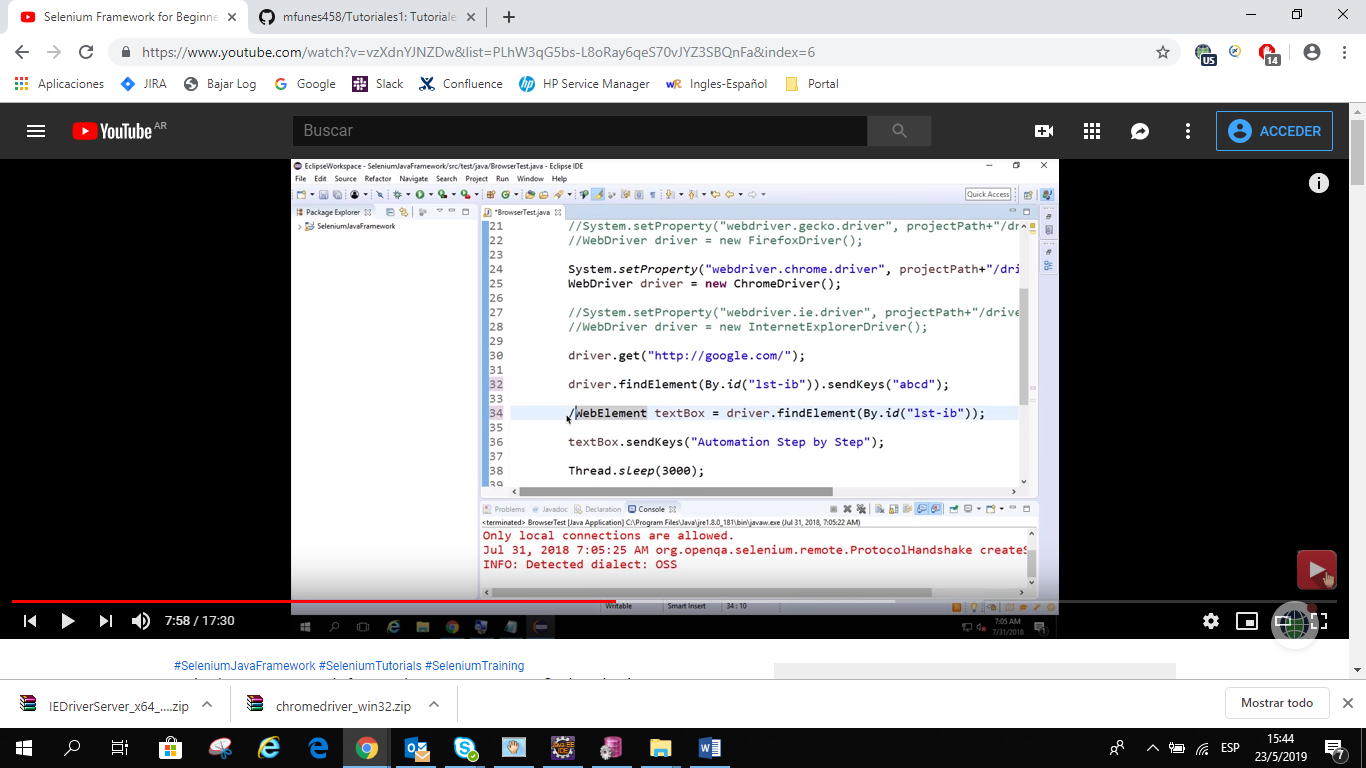 Selenium Framework for Beginne
mfunes458/Tutoriales1: Tutoriale
https://www.youtube.com/watch?v=vzXdnYJNZDw&list=PLhW3qG5bs-L8oRay6qeS70vJYZ3SBQnFa&index=6
US
14
Aplicaciones JIRA Bajar Log Google Slack Confluence HP Service Manager Ingles-Español Portal
YouTube AR
Buscar
ACCEDER
EclipseWorkspace - SeleniumJavaFramework/src/test/java/BrowserTest.java - Eclipse IDE
File Edit Source Refactor Navigate Search Project Run Window Help
Quick Access
Package Explorer
*BrowserTest.java
SeleniumJavaFramework
21 //System.setProperty("webdriver.gecko.driver", projectPath+"/dr
22 //WebDriver driver = new FirefoxDriver();
23
24 System.setProperty("webdriver.chrome.driver", projectPath+"/dri
25 WebDriver driver = new ChromeDriver();
26
27 //System.setProperty("webdriver.ie.driver", projectPath+"/drive
28 //WebDriver driver = new InternetExplorerDriver();
29
30 driver.get("http://google.com/");
31
32 driver.findElement(By.id("lst-ib")).sendKeys("abcd");
33
34 /WebElement textBox = driver.findElement(By.id("lst-ib"));
35
36 textBox.sendKeys("Automation Step by Step");
37
38 Thread.sleep(3000);
39
Problems Javadoc Declaration Console
<terminated> BrowserTest [Java Application] C:\Program Files\Java\jre1.8.0_181\bin\javaw.exe (Jul 31, 2018, 7:05:22 AM)
Only local connections are allowed.
Jul 31, 2018 7:05:25 AM org.openqa.selenium.remote.ProtocolHandshake createS
INFO: Detected dialect: OSS
Writable Smart Insert 34 : 10
7:05 AM
7/31/2018
7:58 / 17:30
#SeleniumJavaFramework #SeleniumTutorials #SeleniumTraining
IEDriverServer_x64_....zip
chromedriver_win32.zip
Mostrar todo
ESP
15:44
23/5/2019
7